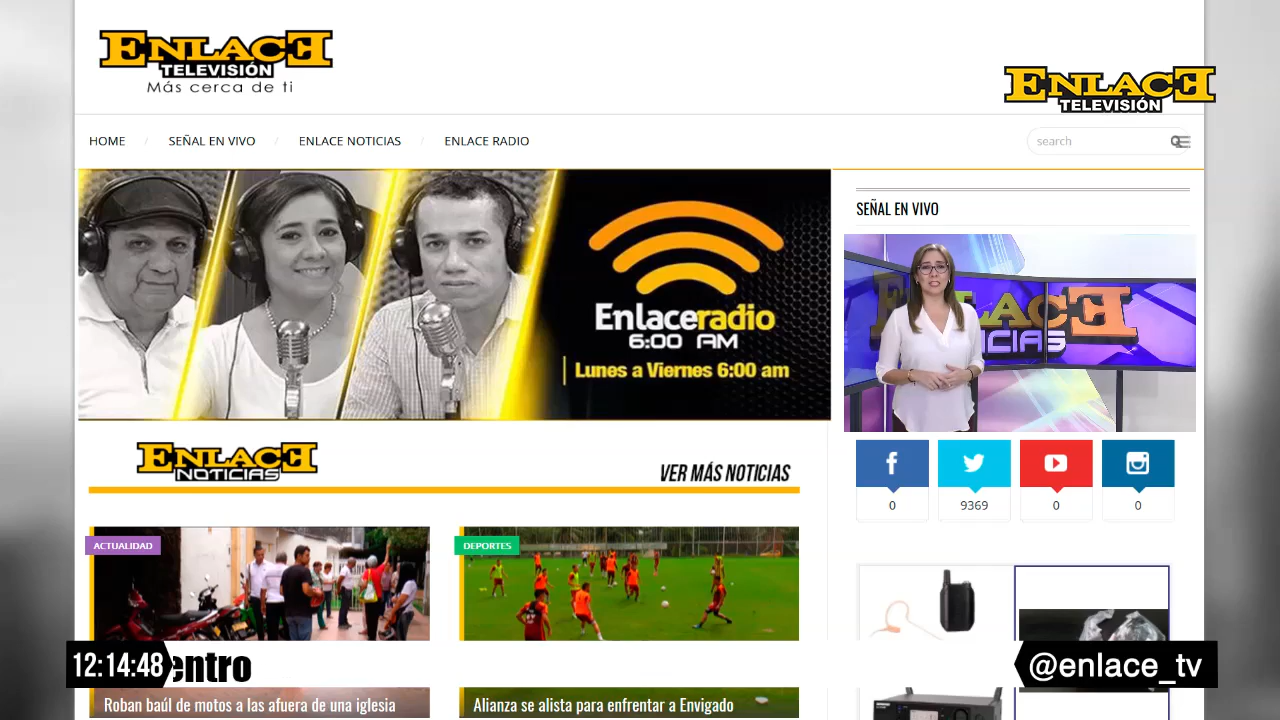 ENLACE
TELEVISIÓN
Más cerca de ti
ENLACE
TELEVISIÓN
HOME / SEÑAL EN VIVO / ENLACE NOTICIAS / ENLACE RADIO
search
Enlaceradio
6:00 AM
Lunes a Viernes 6:00 am
SEÑAL EN VIVO
ENLACE
CIAS
0
9369
0
0
ENLACE
NOTICIAS
VER MÁS NOTICIAS
ACTUALIDAD
DEPORTES
12:14:48
entro
@enlace_tv
Roban baúl de motos a las afuera de una iglesia
Alianza se alista para enfrentar a Envigado